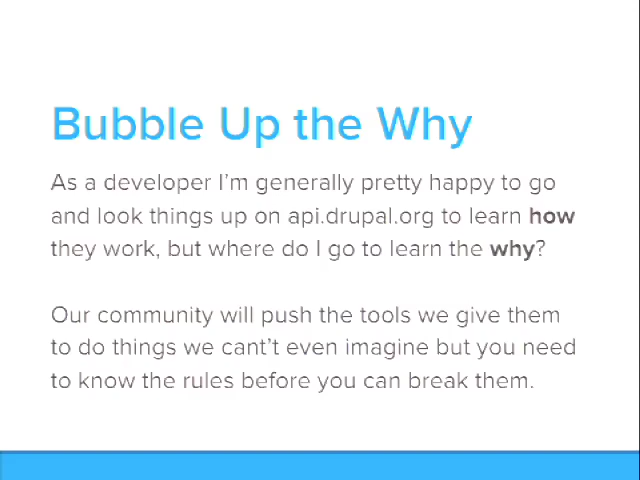 Bubble Up the Why
As a developer I'm generally pretty happy to go
and look things up on api.drupal.org to learn how
they work, but where do I go to learn the why?
Our community will push the tools we give them
to do things we cant't even imagine but you need
to know the rules before you can break them.